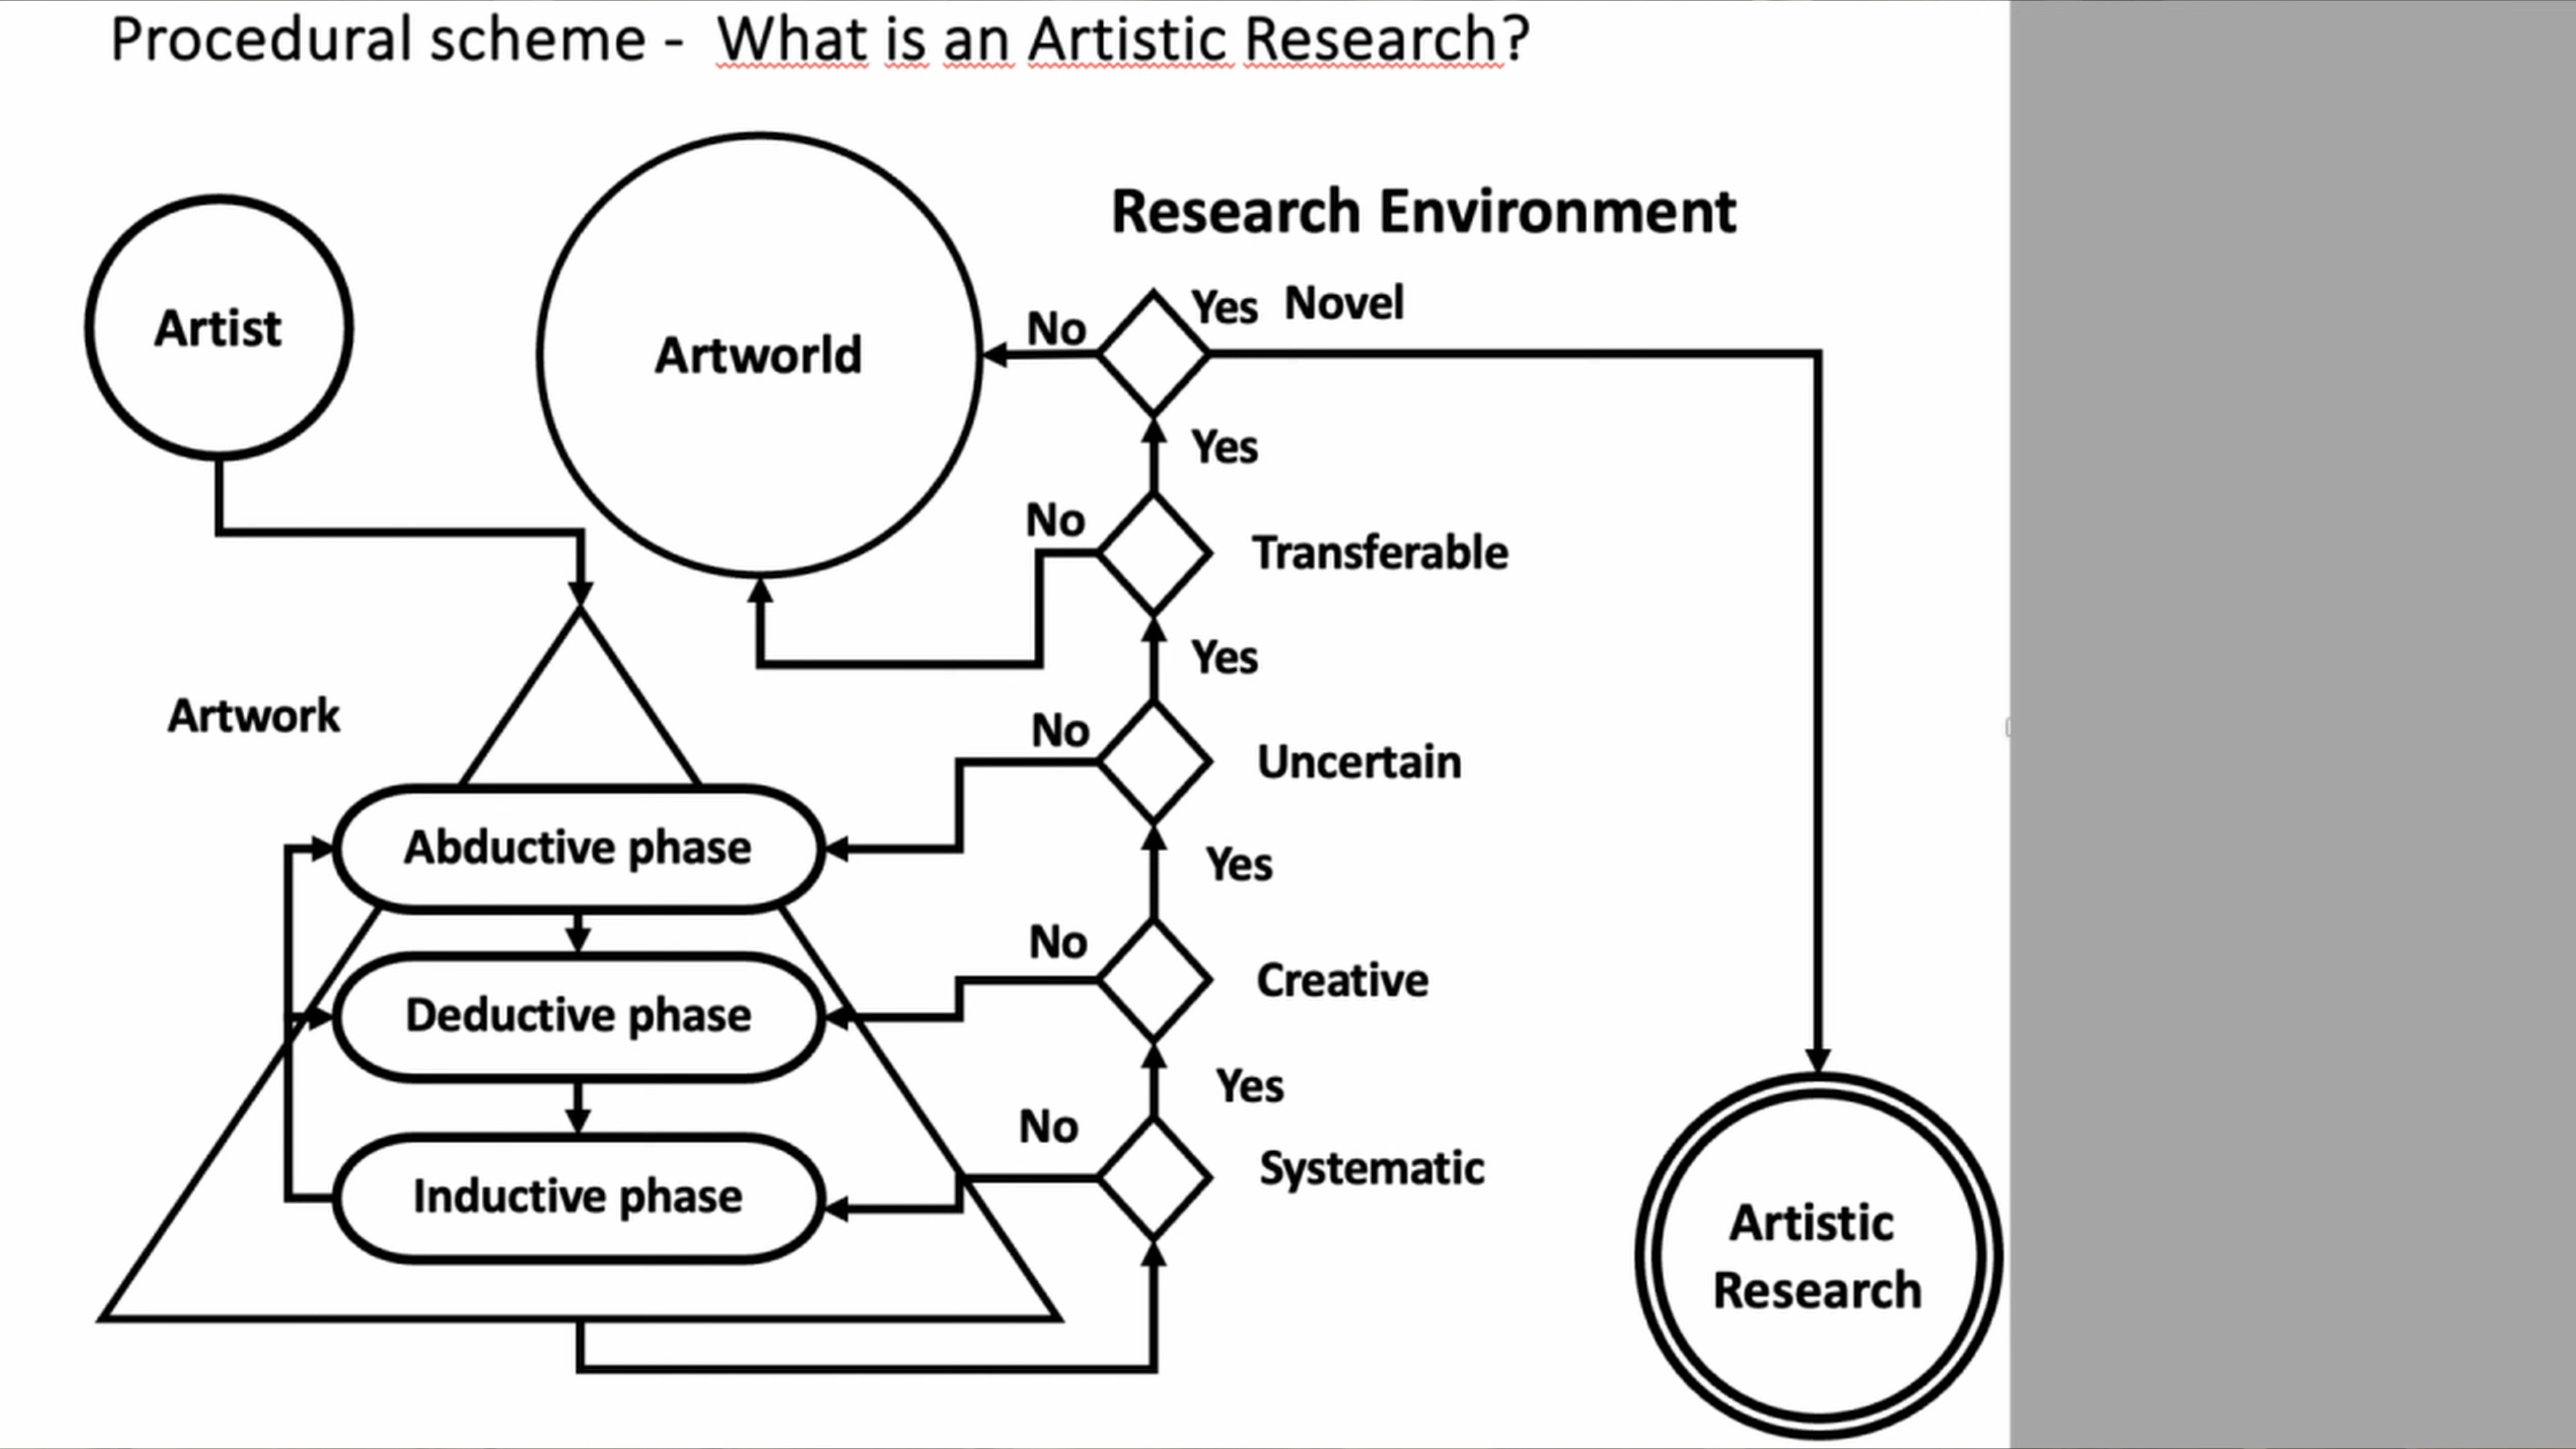 Procedural scheme - What is an Artistic Research?
Research Environment
Artist
Artworld
No
Yes Novel
Yes
No
Transferable
Yes
Artwork
No
Uncertain
Abductive phase
Yes
No
Creative
Deductive phase
Yes
No
Systematic
Inductive phase
Artistic
Research